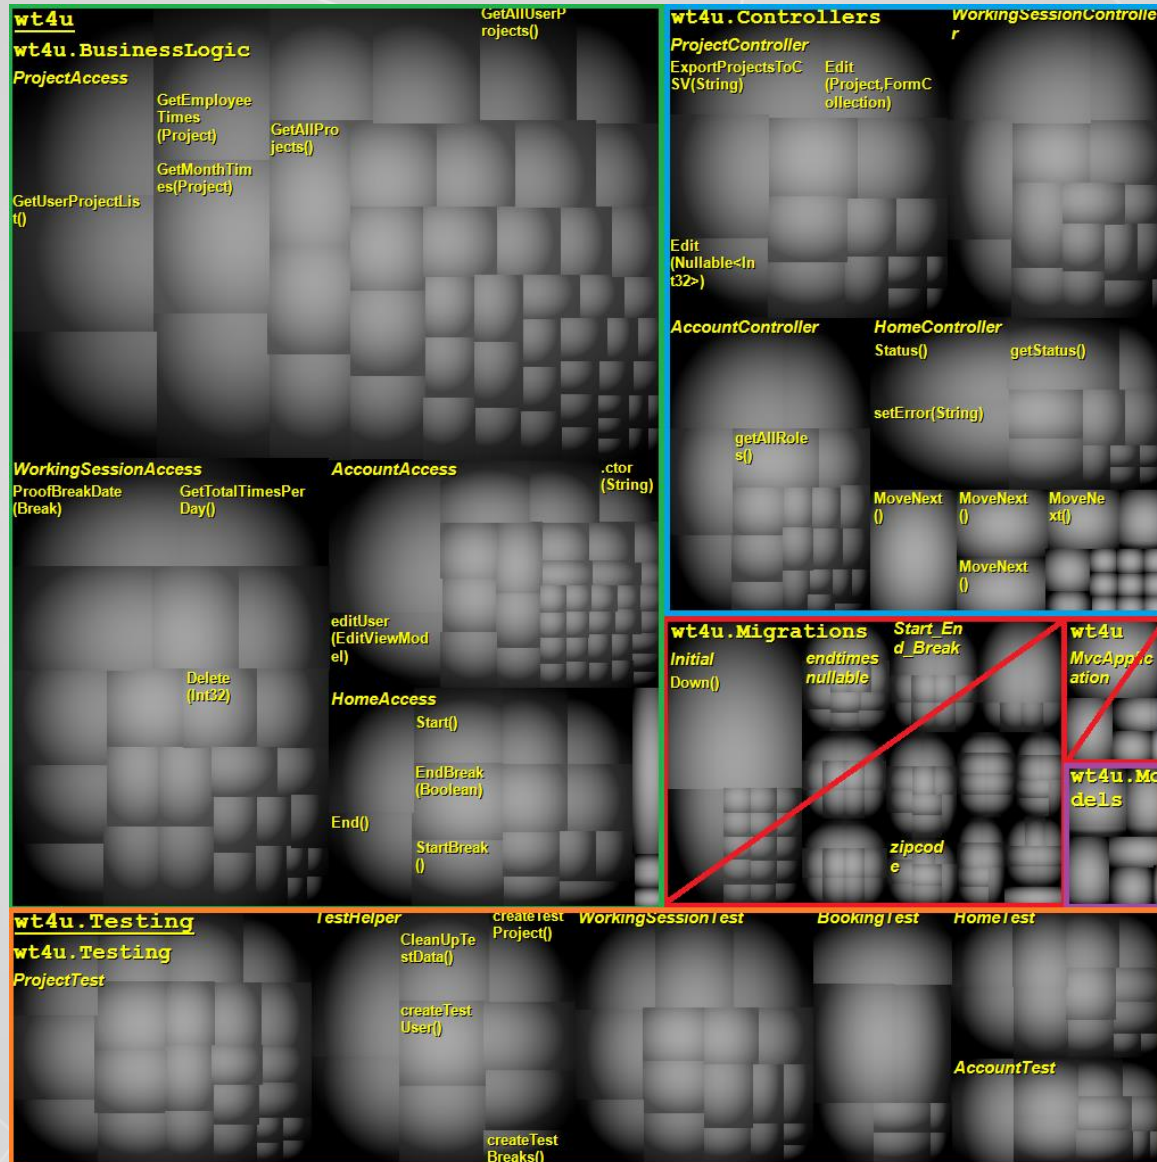 wt4u
wt4u.BusinessLogic
ProjectAccess
GetAllUserP
rojects()
GetEmployee
Times
(Project)
GetAllPro
jects()
GetMonthTim
es(Project)
GetUserProjectLis
t()
WorkingSessionAccess
ProofBreakDate
(Break)
GetTotalTimesPer
Day()
Delete
(Int32)
AccountAccess
.ctor
(String)
editUser
(EditViewMod
el)
HomeAccess
Start()
EndBreak
(Boolean)
End()
StartBreak
()
wt4u.Controllers
ProjectController
ExportProjectsToC
SV(String)
Edit
(Project,FormC
ollection)
Edit
(Nullable<In
t32>)
WorkingSessionControlle
r
AccountController
getAllRole
s()
HomeController
Status()
getStatus()
setError(String)
MoveNext
()
MoveNext
()
MoveNe
xt()
MoveNext
()
wt4u.Migrations
Initial
Down()
endtimes
nullable
Start_En
d_Break
zipcod
e
wt4u
MvcApplic
ation
wt4u.Mo
dels
wt4u.Testing
wt4u.Testing
ProjectTest
TestHelper
CleanUpTe
stData()
createTest
Project()
createTest
User()
createTest
Breaks()
WorkingSessionTest
BookingTest
HomeTest
AccountTest